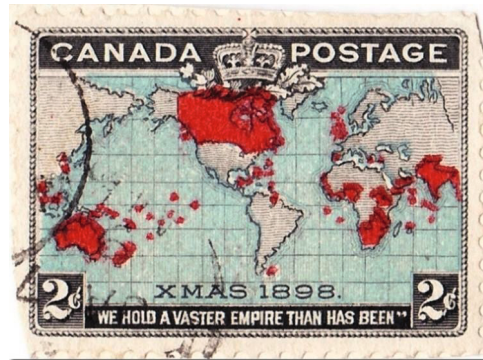 CANADA POSTAGE
XMAS 1898.
2¢ 2¢
"WE HOLD A VASTER EMPIRE THAN HAS BEEN"